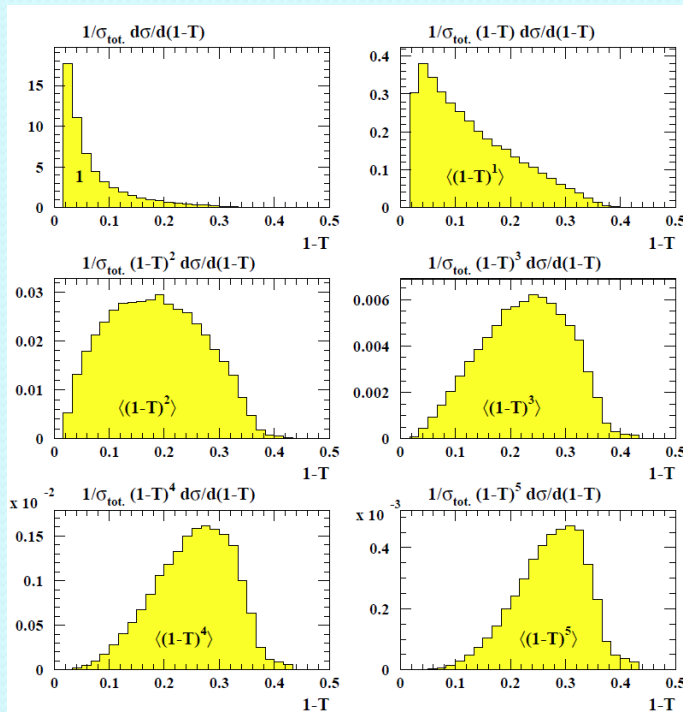 1/σtot. dσ/d(1-T)
15
10
5
0
1
0 0.1 0.2 0.3 0.4 0.5
1-T
1/σtot. (1-T) dσ/d(1-T)
0.4
0.3
0.2
0.1
0
⟨(1-T)^1⟩
0 0.1 0.2 0.3 0.4 0.5
1-T
1/σtot. (1-T)^2 dσ/d(1-T)
0.03
0.02
0.01
0
⟨(1-T)^2⟩
0 0.1 0.2 0.3 0.4 0.5
1-T
1/σtot. (1-T)^3 dσ/d(1-T)
0.006
0.004
0.002
0
⟨(1-T)^3⟩
0 0.1 0.2 0.3 0.4 0.5
1-T
x 10^-2
1/σtot. (1-T)^4 dσ/d(1-T)
0.15
0.1
0.05
0
⟨(1-T)^4⟩
0 0.1 0.2 0.3 0.4 0.5
1-T
x 10^-3
1/σtot. (1-T)^5 dσ/d(1-T)
0.4
0.2
0
⟨(1-T)^5⟩
0 0.1 0.2 0.3 0.4 0.5
1-T